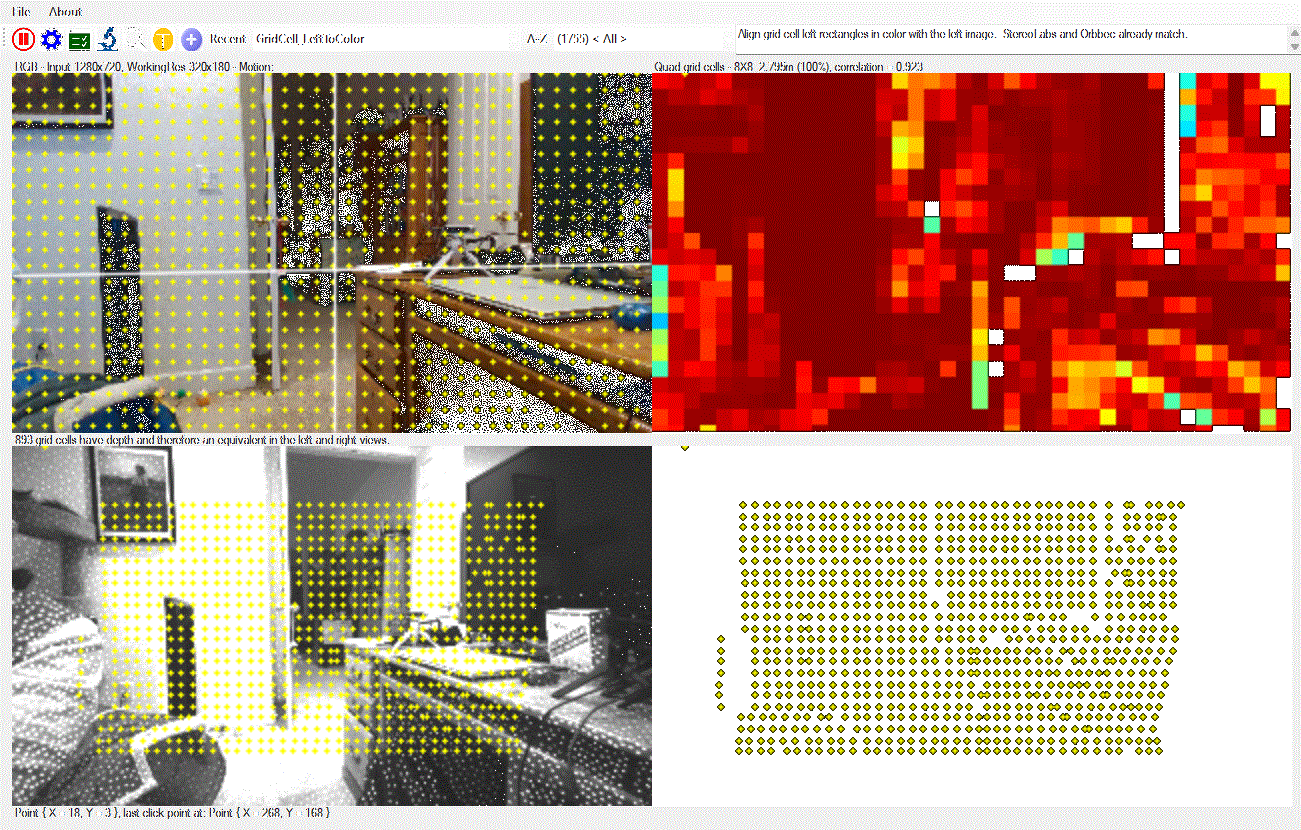 File About
Recent GridCell_LeftToColor A-Z (1755) < All >
Align grid cell left rectangles in color with the left image. StereoLabs and Orbbec already match.
RGB - Input 1280x720, WorkingRes 320x180 - Motion:
Quad grid cells - 8X8 2,795m (100%), correlation = 0.923
893 grid cells have depth and therefore an equivalent in the left and right views.
Point { X = 18, Y = 3 }, last click point at: Point { X = 268, Y = 168 }